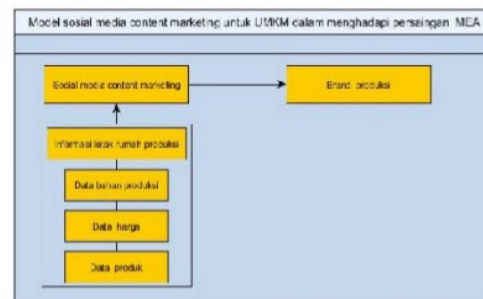 Model sosial media content marketing untuk UMKM dalam menghadapi persaingan MEA
Social media content marketing
Brand produksi
Informasi letak rumah produksi
Data bahan produksi
Data harga
Data produk